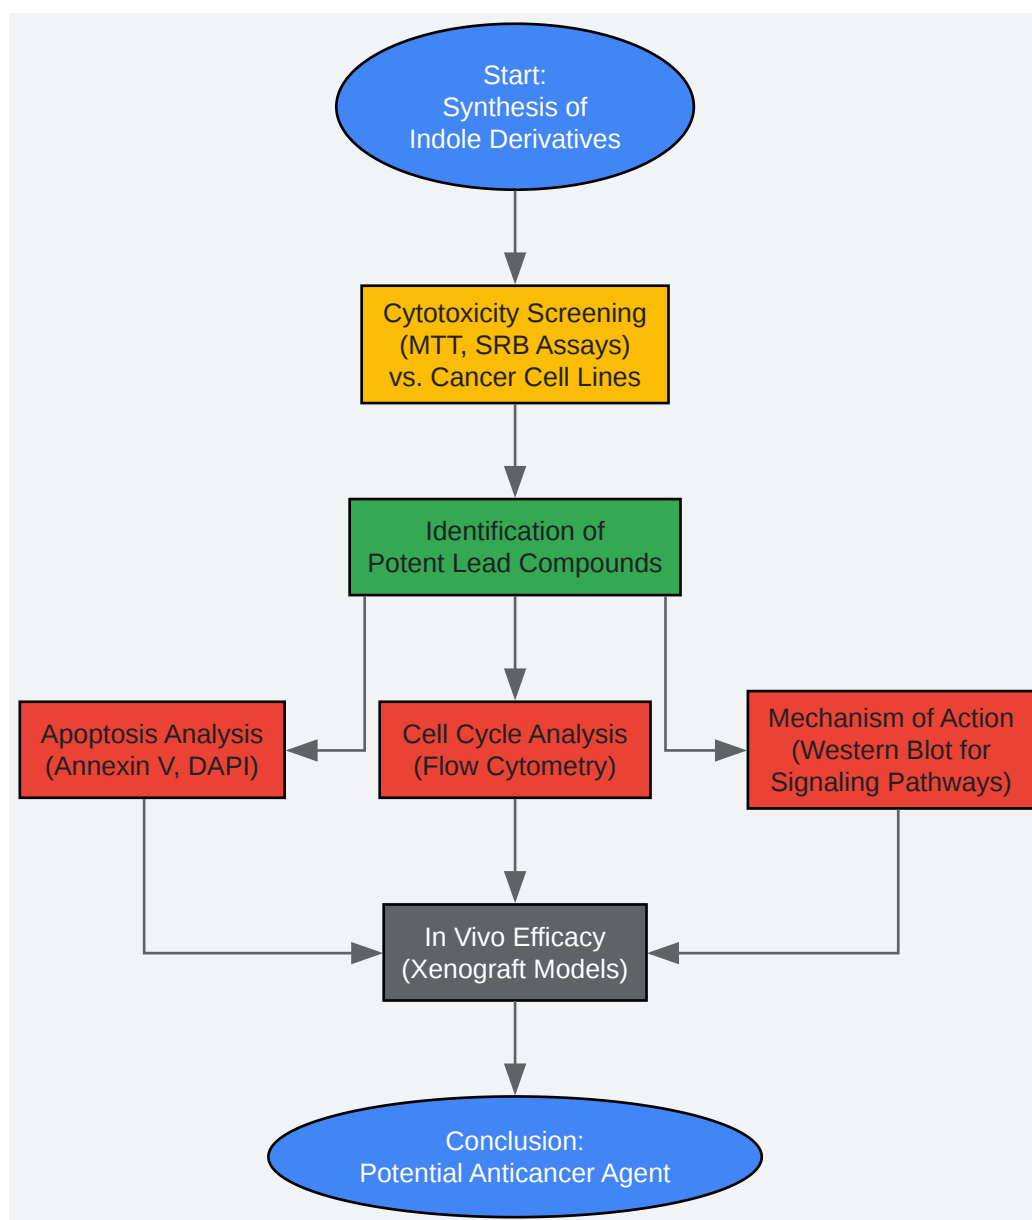 Start:
Synthesis of
Indole Derivatives
Cytotoxicity Screening
(MTT, SRB Assays)
vs. Cancer Cell Lines
Identification of
Potent Lead Compounds
Apoptosis Analysis
(Annexin V, DAPI)
Cell Cycle Analysis
(Flow Cytometry)
Mechanism of Action
(Western Blot for
Signaling Pathways)
In Vivo Efficacy
(Xenograft Models)
Conclusion:
Potential Anticancer Agent